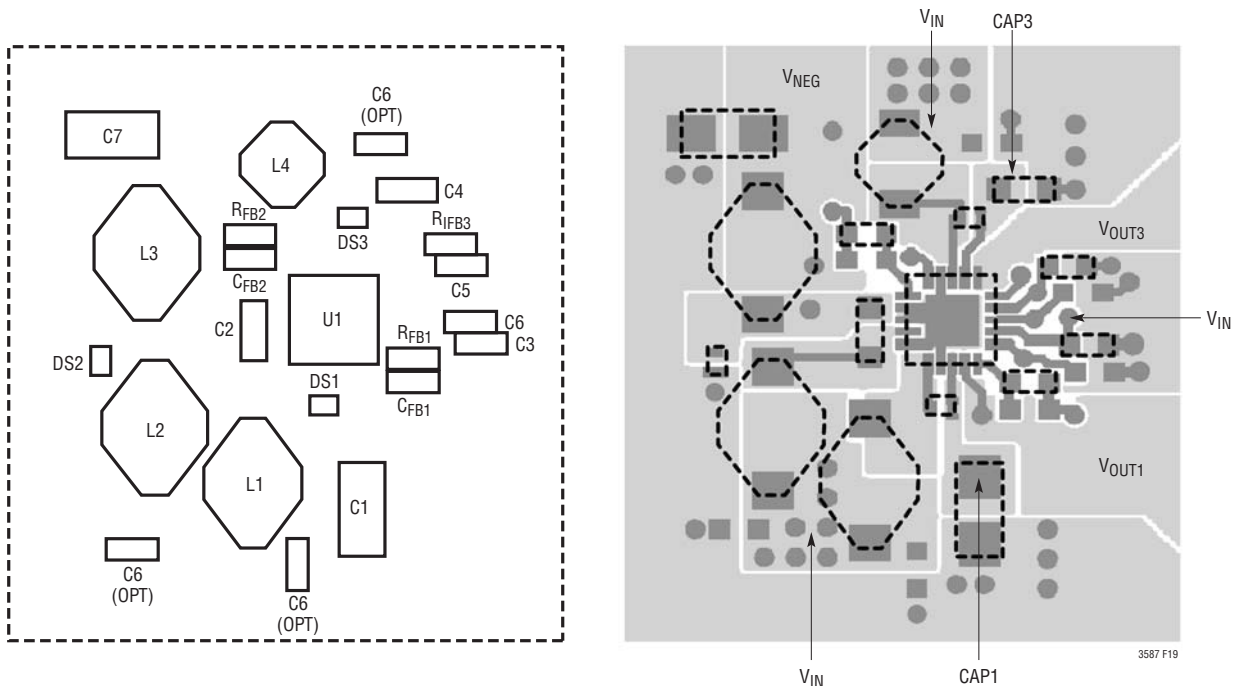 C7
L4
C6
(OPT)
C4
RFB2
DS3
RIFB3
L3
CFB2
C5
C2
U1
C6
C3
RFB1
DS2
DS1
CFB1
L2
L1
C1
C6
(OPT)
C6
(OPT)
VIN
CAP3
VNEG
VOUT3
VIN
VOUT1
3587 F19
VIN
CAP1